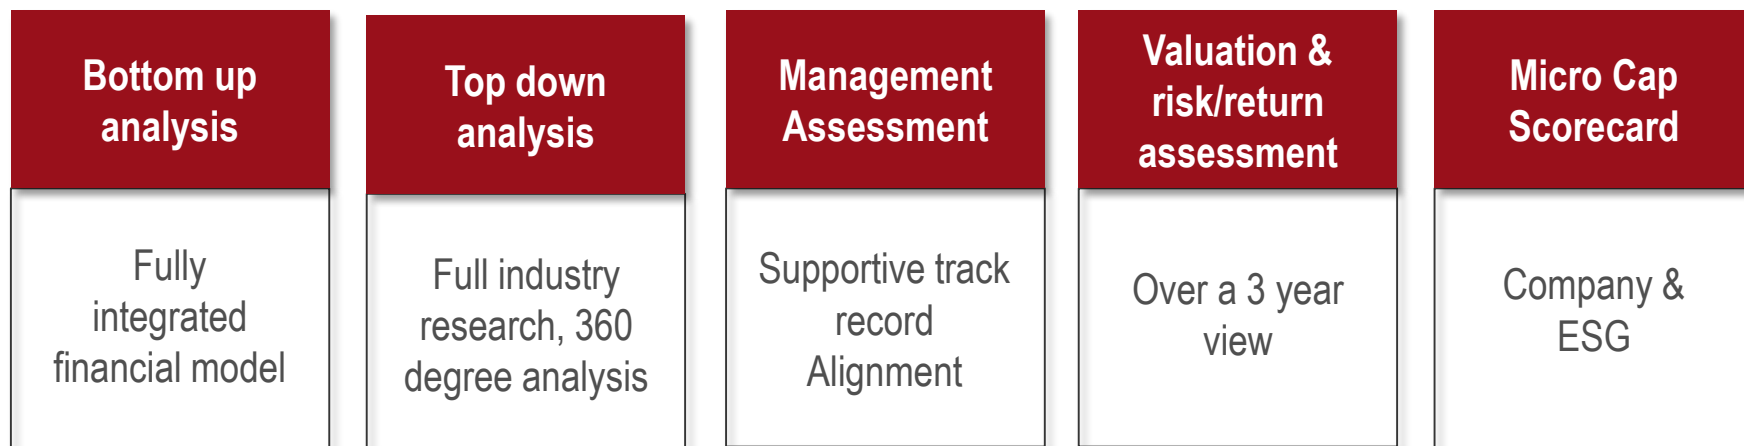 Bottom up
analysis
Fully
integrated
financial model
Top down
analysis
Full industry
research, 360
degree analysis
Management
Assessment
Supportive track
record
Alignment
Valuation &
risk/return
assessment
Over a 3 year
view
Micro Cap
Scorecard
Company &
ESG